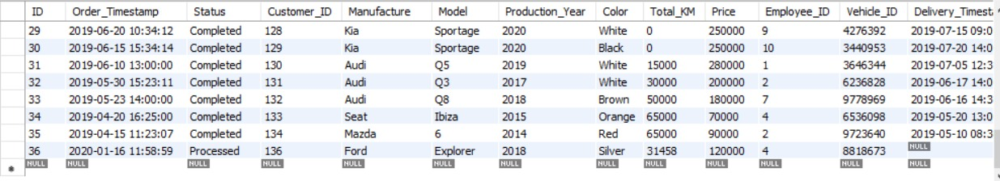 ID Order_Timestamp Status Customer_ID Manufacture Model Production_Year Color Total_KM Price Employee_ID Vehicle_ID Delivery_Timest
29 2019-06-20 10:34:12 Completed 128 Kia Sportage 2020 White 0 250000 9 4276392 2019-07-15 09:0
30 2019-06-15 15:34:14 Completed 129 Kia Sportage 2020 Black 0 250000 10 3440953 2019-07-20 14:0
31 2019-06-10 13:00:00 Completed 130 Audi Q5 2019 White 15000 280000 1 3646344 2019-07-05 12:3
32 2019-05-30 15:23:11 Completed 131 Audi Q3 2017 White 30000 200000 2 6236828 2019-06-17 14:0
33 2019-05-23 14:00:00 Completed 132 Audi Q8 2018 Brown 50000 180000 7 9778969 2019-06-16 14:3
34 2019-04-20 16:25:00 Completed 133 Seat Ibiza 2015 Orange 65000 70000 4 6536098 2019-05-20 13:0
35 2019-04-15 11:23:07 Completed 134 Mazda 6 2014 Red 65000 90000 2 9723640 2019-05-10 08:3
36 2020-01-16 11:58:59 Processed 136 Ford Explorer 2018 Silver 31458 120000 4 8818673 NULL
NULL NULL NULL NULL NULL NULL NULL NULL NULL NULL NULL NULL NULL